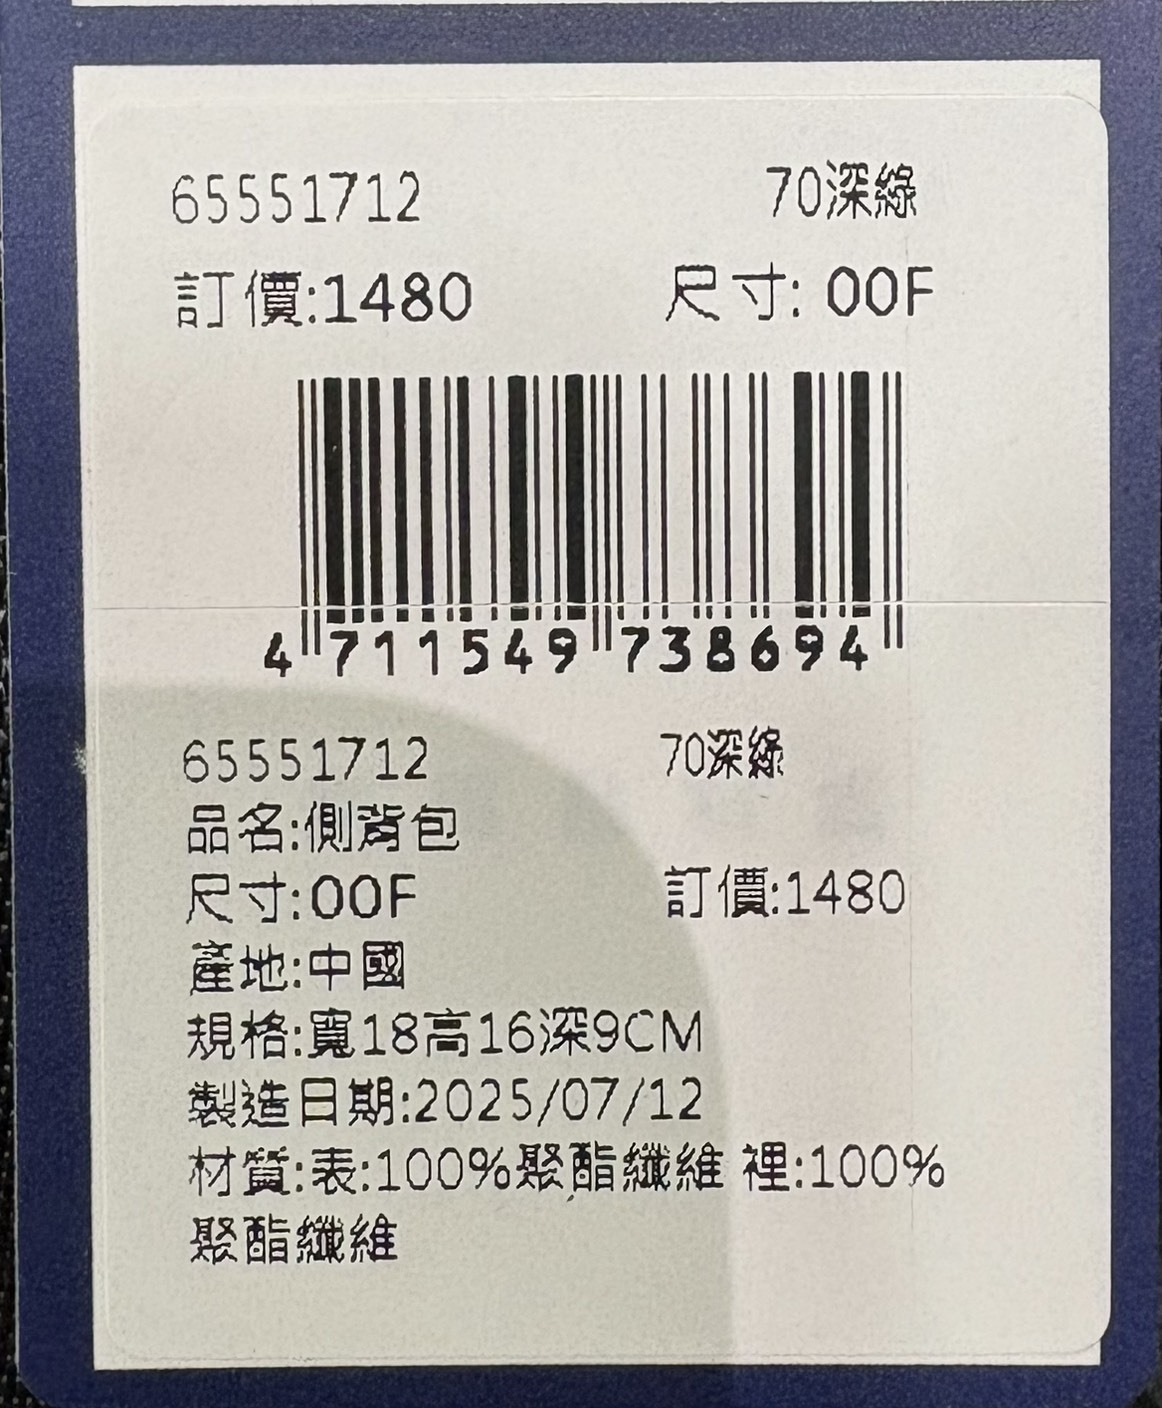 65551712 70深綠
訂價:1480 尺寸: 00F
4 711549 738694
65551712 70深綠
品名:側背包
尺寸:00F 訂價:1480
產地:中國
規格:寬18高16深9CM
製造日期:2025/07/12
材質:表:100%聚酯纖維 裡:100%
聚酯纖維